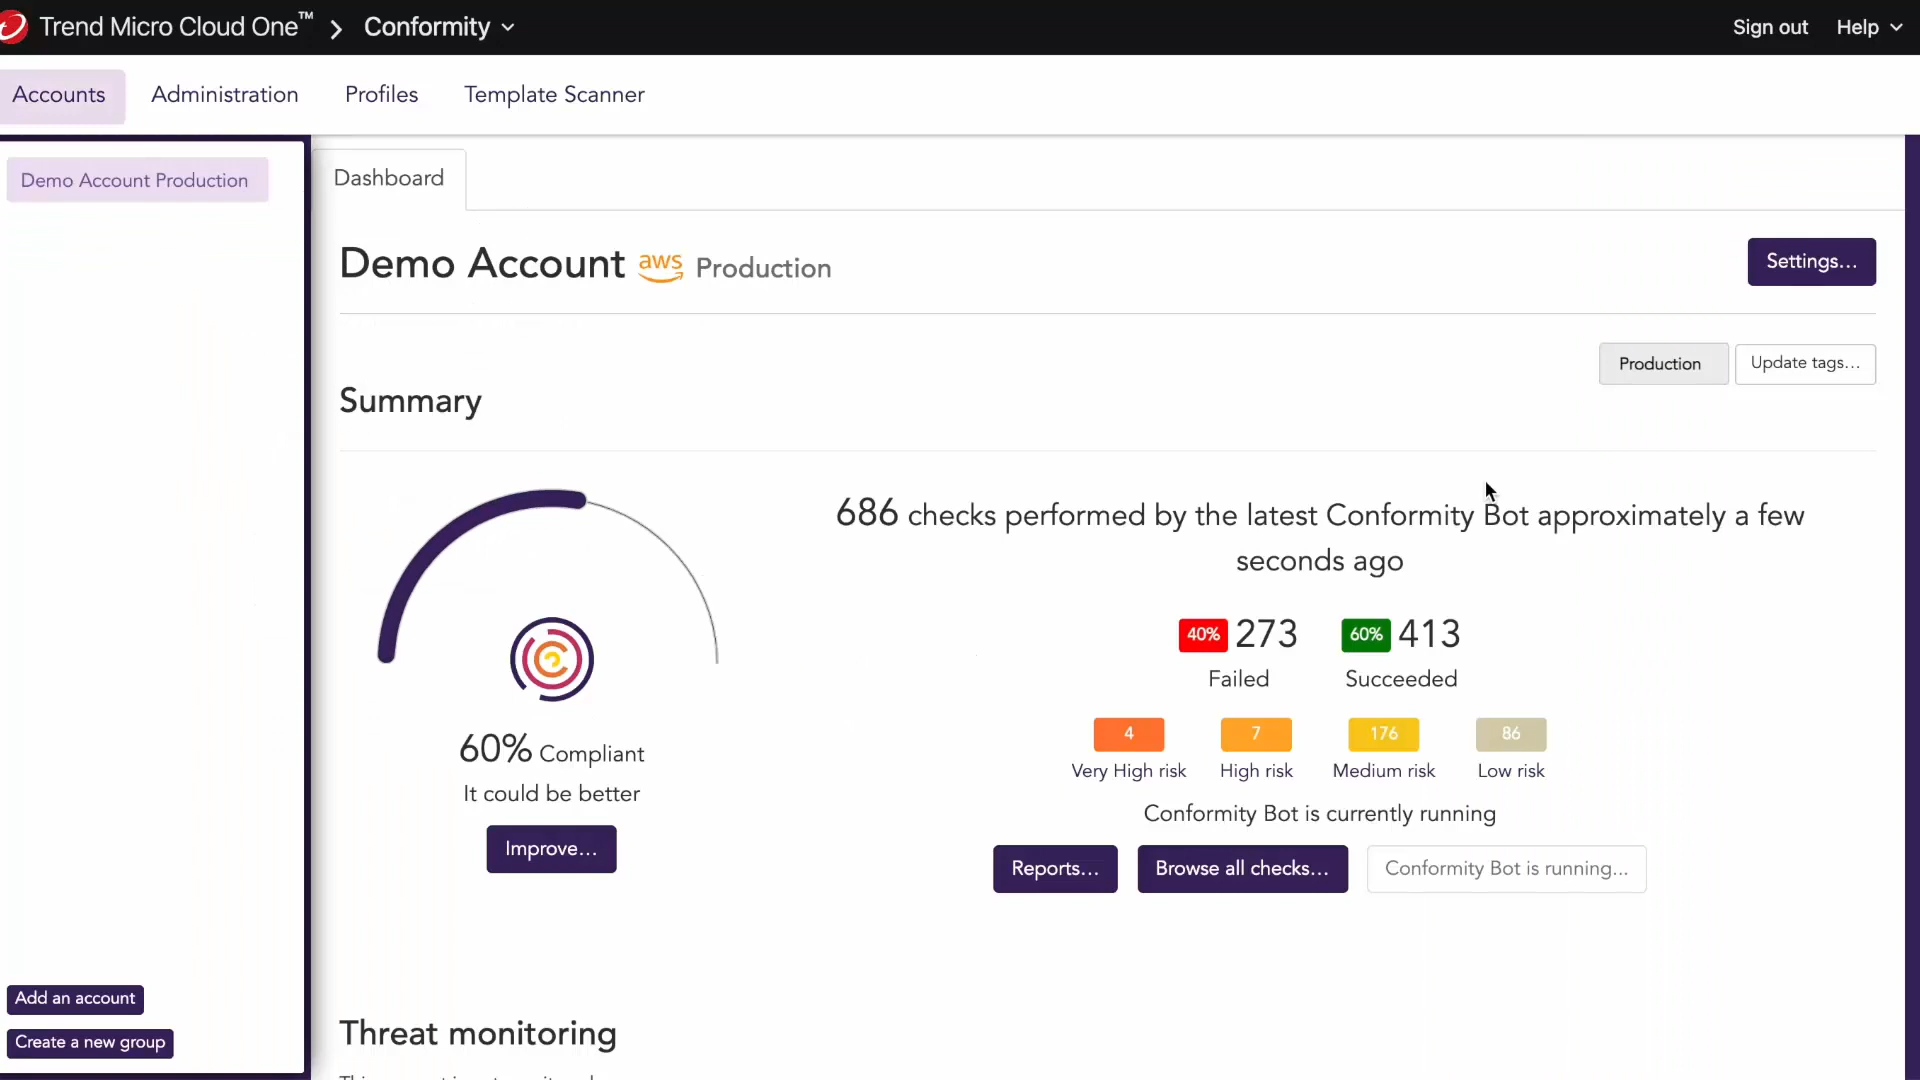 Trend Micro Cloud One™ > Conformity
Sign out Help
Accounts Administration Profiles Template Scanner
Demo Account Production
Dashboard
Demo Account aws Production
Settings...
Production Update tags...
Summary
686 checks performed by the latest Conformity Bot approximately a few
seconds ago
40% 273 60% 413
Failed Succeeded
4 7 176 86
Very High risk High risk Medium risk Low risk
60% Compliant
It could be better
Improve...
Conformity Bot is currently running
Reports... Browse all checks... Conformity Bot is running...
Add an account
Create a new group
Threat monitoring